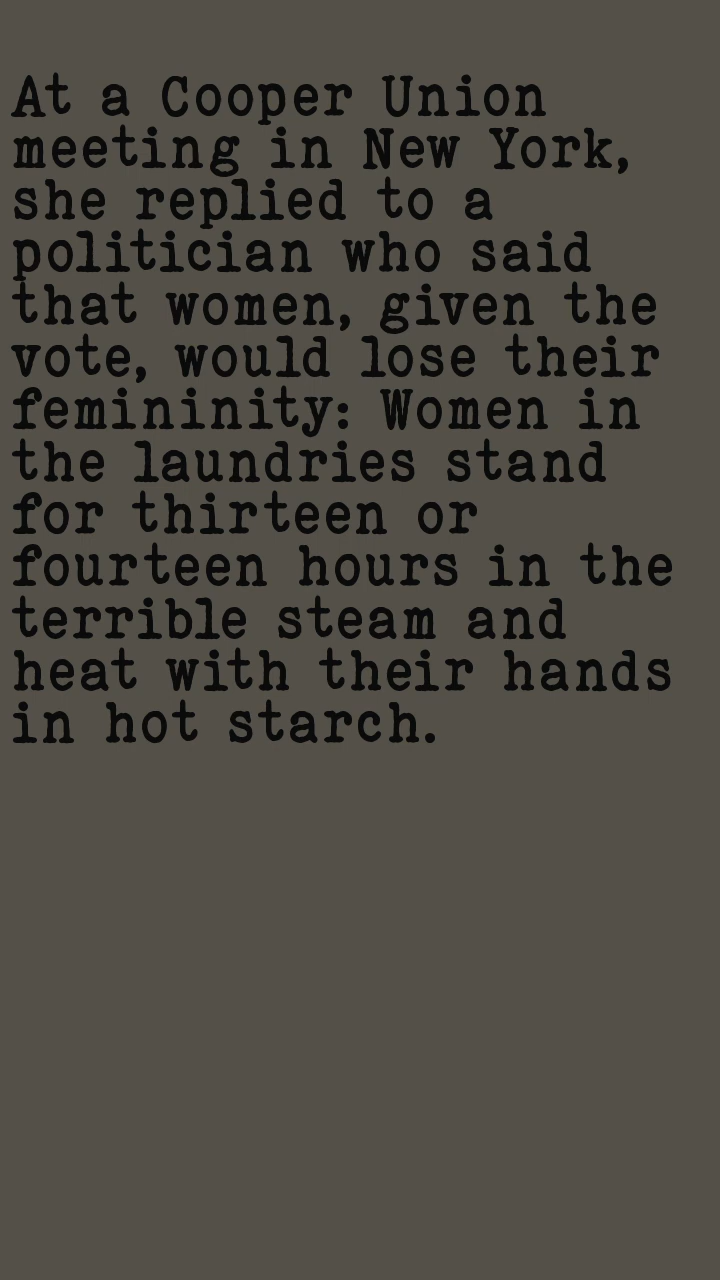 At a Cooper Union
meeting in New York,
she replied to a
politician who said
that women, given the
vote, would lose their
femininity: Women in
the laundries stand
for thirteen or
fourteen hours in the
terrible steam and
heat with their hands
in hot starch.